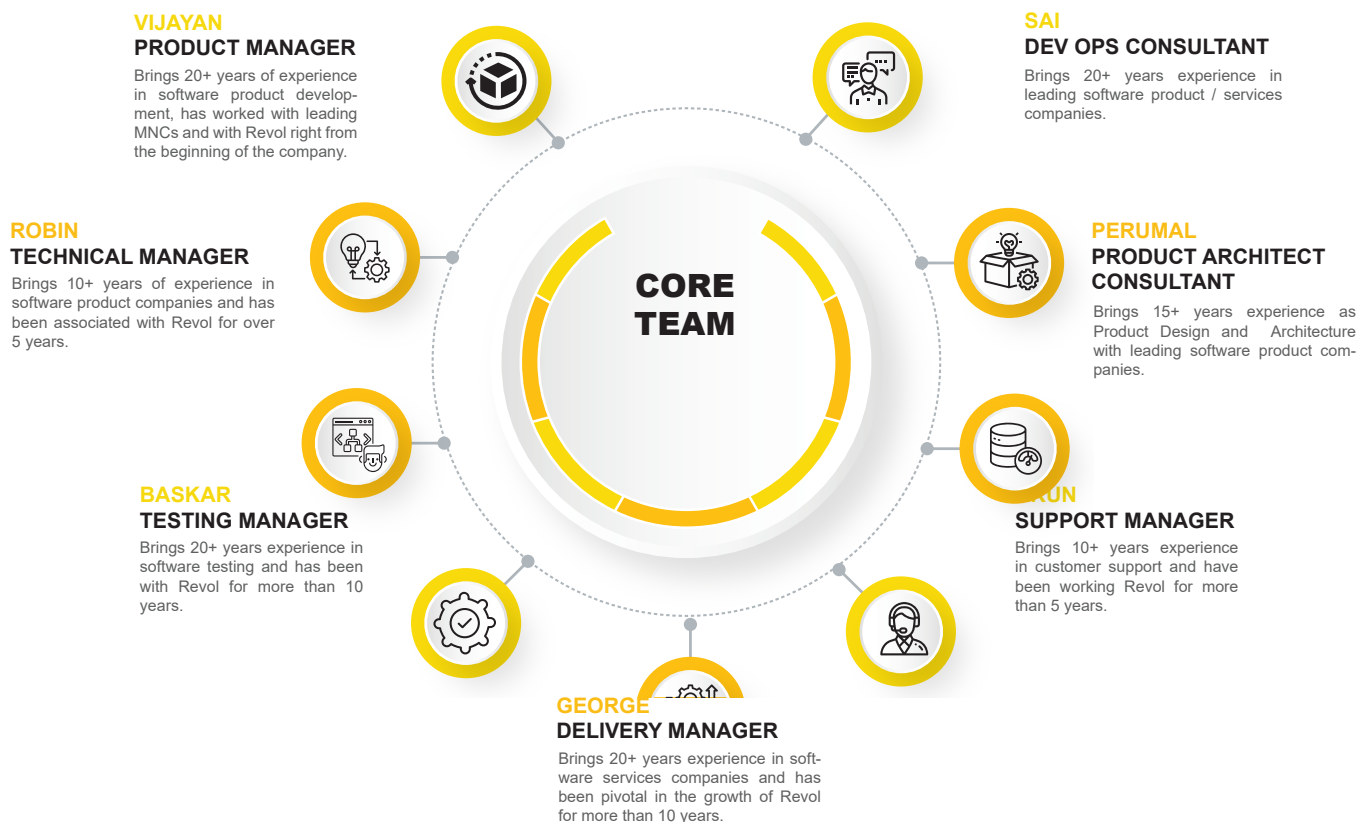 VIJAYAN
PRODUCT MANAGER
Brings 20+ years of experience
in software product develop-
ment, has worked with leading
MNCs and with Revol right from
the beginning of the company.
SAI
DEV OPS CONSULTANT
Brings 20+ years experience in
leading software product / services
companies.
ROBIN
TECHNICAL MANAGER
Brings 10+ years of experience in
software product companies and has
been associated with Revol for over
5 years.
CORE
TEAM
PERUMAL
PRODUCT ARCHITECT
CONSULTANT
Brings 15+ years experience as
Product Design and Architecture
with leading software product com-
panies.
BASKAR
TESTING MANAGER
Brings 20+ years experience in
software testing and has been
with Revol for more than 10
years.
SUPPORT MANAGER
Brings 10+ years experience
in customer support and have
been working Revol for more
than 5 years.
GEORGE
DELIVERY MANAGER
Brings 20+ years experience in soft-
ware services companies and has
been pivotal in the growth of Revol
for more than 10 years.